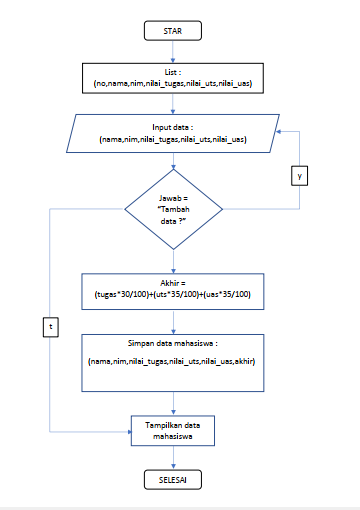 STAR
List :
(no,nama,nim,nilai_tugas,nilai_uts,nilai_uas)
Input data :
(nama,nim,nilai_tugas,nilai_uts,nilai_uas)
y
Jawab =
"Tambah
data ?"
Akhir =
(tugas*30/100)+(uts*35/100)+(uas*35/100)
t
Simpan data mahasiswa :
(nama,nim,nilai_tugas,nilai_uts,nilai_uas,akhir)
Tampilkan data
mahasiswa
SELESAI